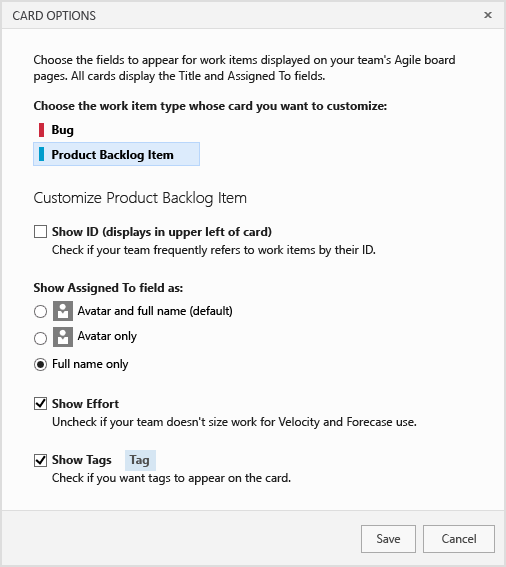 CARD OPTIONS
Choose the fields to appear for work items displayed on your team's Agile board
pages. All cards display the Title and Assigned To fields.
Choose the work item type whose card you want to customize:
Bug
Product Backlog Item
Customize Product Backlog Item
Show ID (displays in upper left of card)
Check if your team frequently refers to work items by their ID.
Show Assigned To field as:
Avatar and full name (default)
Avatar only
Full name only
Show Effort
Uncheck if your team doesn't size work for Velocity and Forecase use.
Show Tags Tag
Check if you want tags to appear on the card.
Save Cancel